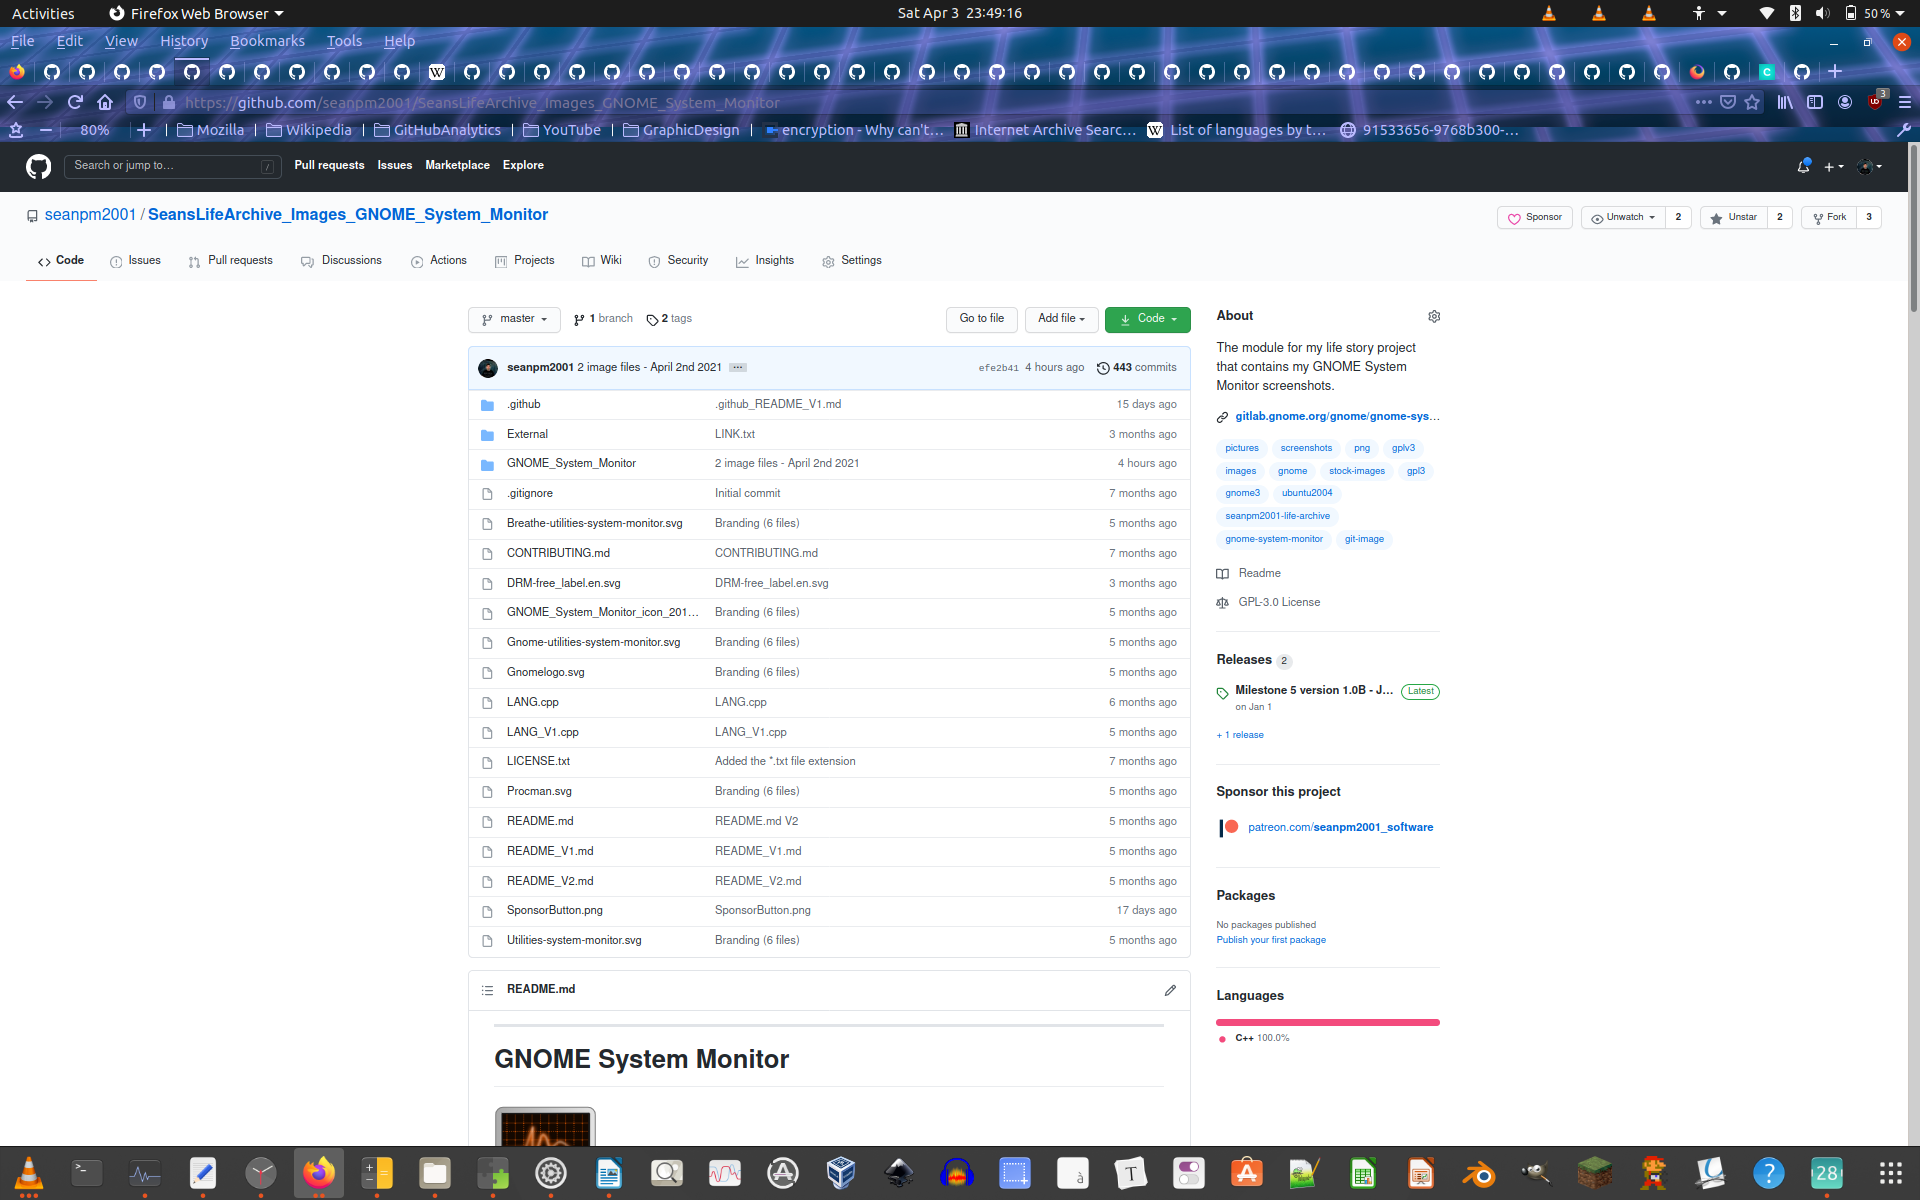 Activities Firefox Web Browser Sat Apr 3 23:49:16 50 %
File Edit View History Bookmarks Tools Help
https://github.com/seanpm2001/SeansLifeArchive_Images_GNOME_System_Monitor 3
80% Mozilla Wikipedia GitHubAnalytics YouTube GraphicDesign encryption - Why can't… Internet Archive Searc… List of languages by t… 91533656-9768b300-…
Search or jump to… / Pull requests Issues Marketplace Explore
seanpm2001 / SeansLifeArchive_Images_GNOME_System_Monitor Sponsor Unwatch 2 Unstar 2 Fork 3
Code Issues Pull requests Discussions Actions Projects Wiki Security Insights Settings
master 1 branch 2 tags Go to file Add file Code
seanpm2001 2 image files - April 2nd 2021 efe2b41 4 hours ago 443 commits
.github .github_README_V1.md 15 days ago
External LINK.txt 3 months ago
GNOME_System_Monitor 2 image files - April 2nd 2021 4 hours ago
.gitignore Initial commit 7 months ago
Breathe-utilities-system-monitor.svg Branding (6 files) 5 months ago
CONTRIBUTING.md CONTRIBUTING.md 7 months ago
DRM-free_label.en.svg DRM-free_label.en.svg 3 months ago
GNOME_System_Monitor_icon_201… Branding (6 files) 5 months ago
Gnome-utilities-system-monitor.svg Branding (6 files) 5 months ago
Gnomelogo.svg Branding (6 files) 5 months ago
LANG.cpp LANG.cpp 6 months ago
LANG_V1.cpp LANG_V1.cpp 5 months ago
LICENSE.txt Added the *.txt file extension 7 months ago
Procman.svg Branding (6 files) 5 months ago
README.md README.md V2 5 months ago
README_V1.md README_V1.md 5 months ago
README_V2.md README_V2.md 5 months ago
SponsorButton.png SponsorButton.png 17 days ago
Utilities-system-monitor.svg Branding (6 files) 5 months ago
README.md
GNOME System Monitor
About
The module for my life story project
that contains my GNOME System
Monitor screenshots.
gitlab.gnome.org/gnome/gnome-sys…
pictures screenshots png gplv3
images gnome stock-images gpl3
gnome3 ubuntu2004
seanpm2001-life-archive
gnome-system-monitor git-image
Readme
GPL-3.0 License
Releases 2
Milestone 5 version 1.0B - J… Latest
on Jan 1
+ 1 release
Sponsor this project
patreon.com/seanpm2001_software
Packages
No packages published
Publish your first package
Languages
C++ 100.0%
28